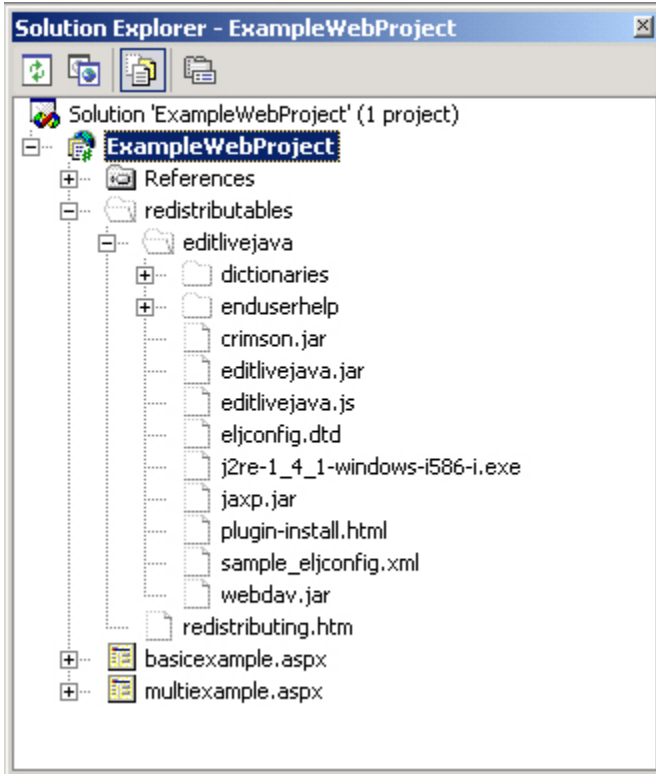 Solution Explorer - ExampleWebProject
Solution 'ExampleWebProject' (1 project)
ExampleWebProject
References
redistributables
editlivejava
dictionaries
enduserhelp
crimson.jar
editlivejava.jar
editlivejava.js
eljconfig.dtd
j2re-1_4_1-windows-i586-i.exe
jaxp.jar
plugin-install.html
sample_eljconfig.xml
webdav.jar
redistributing.htm
basicexample.aspx
multiexample.aspx